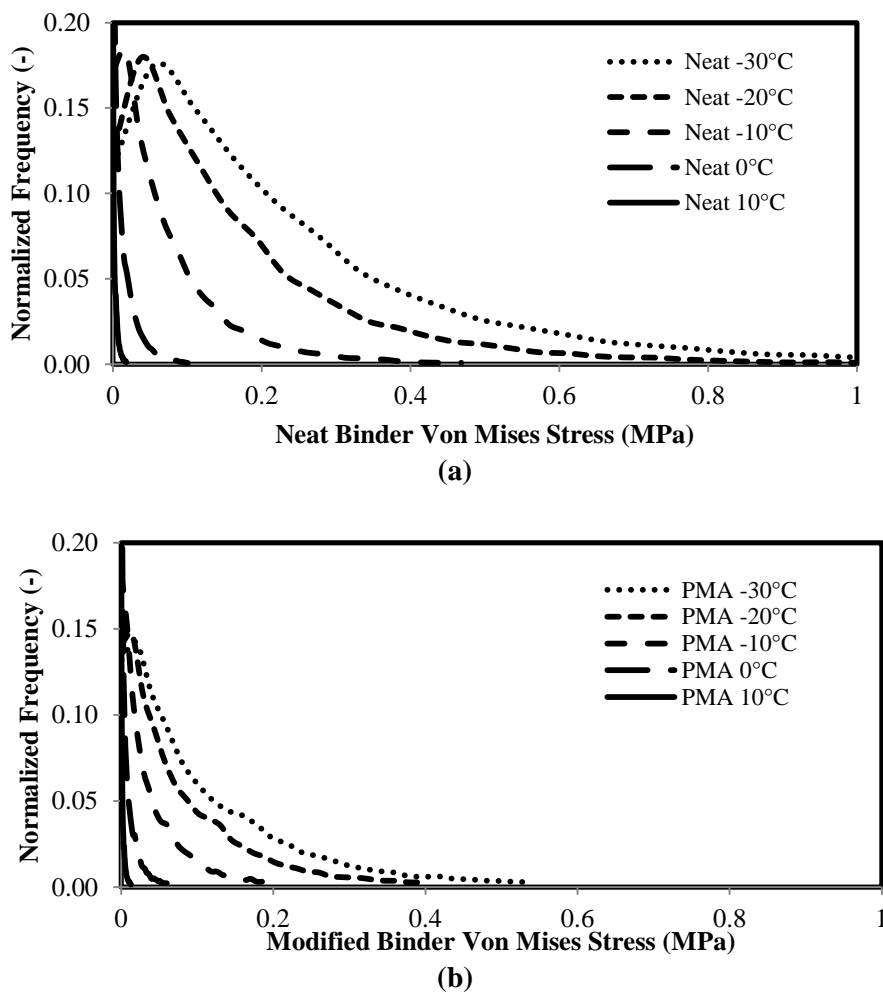 0.20
0.15
0.10
0.05
0.00
Normalized Frequency (-)
Neat -30°C
Neat -20°C
Neat -10°C
Neat 0°C
Neat 10°C
0 0.2 0.4 0.6 0.8 1
Neat Binder Von Mises Stress (MPa)
(a)
0.20
0.15
0.10
0.05
0.00
Normalized Frequency (-)
PMA -30°C
PMA -20°C
PMA -10°C
PMA 0°C
PMA 10°C
0 0.2 0.4 0.6 0.8 1
Modified Binder Von Mises Stress (MPa)
(b)